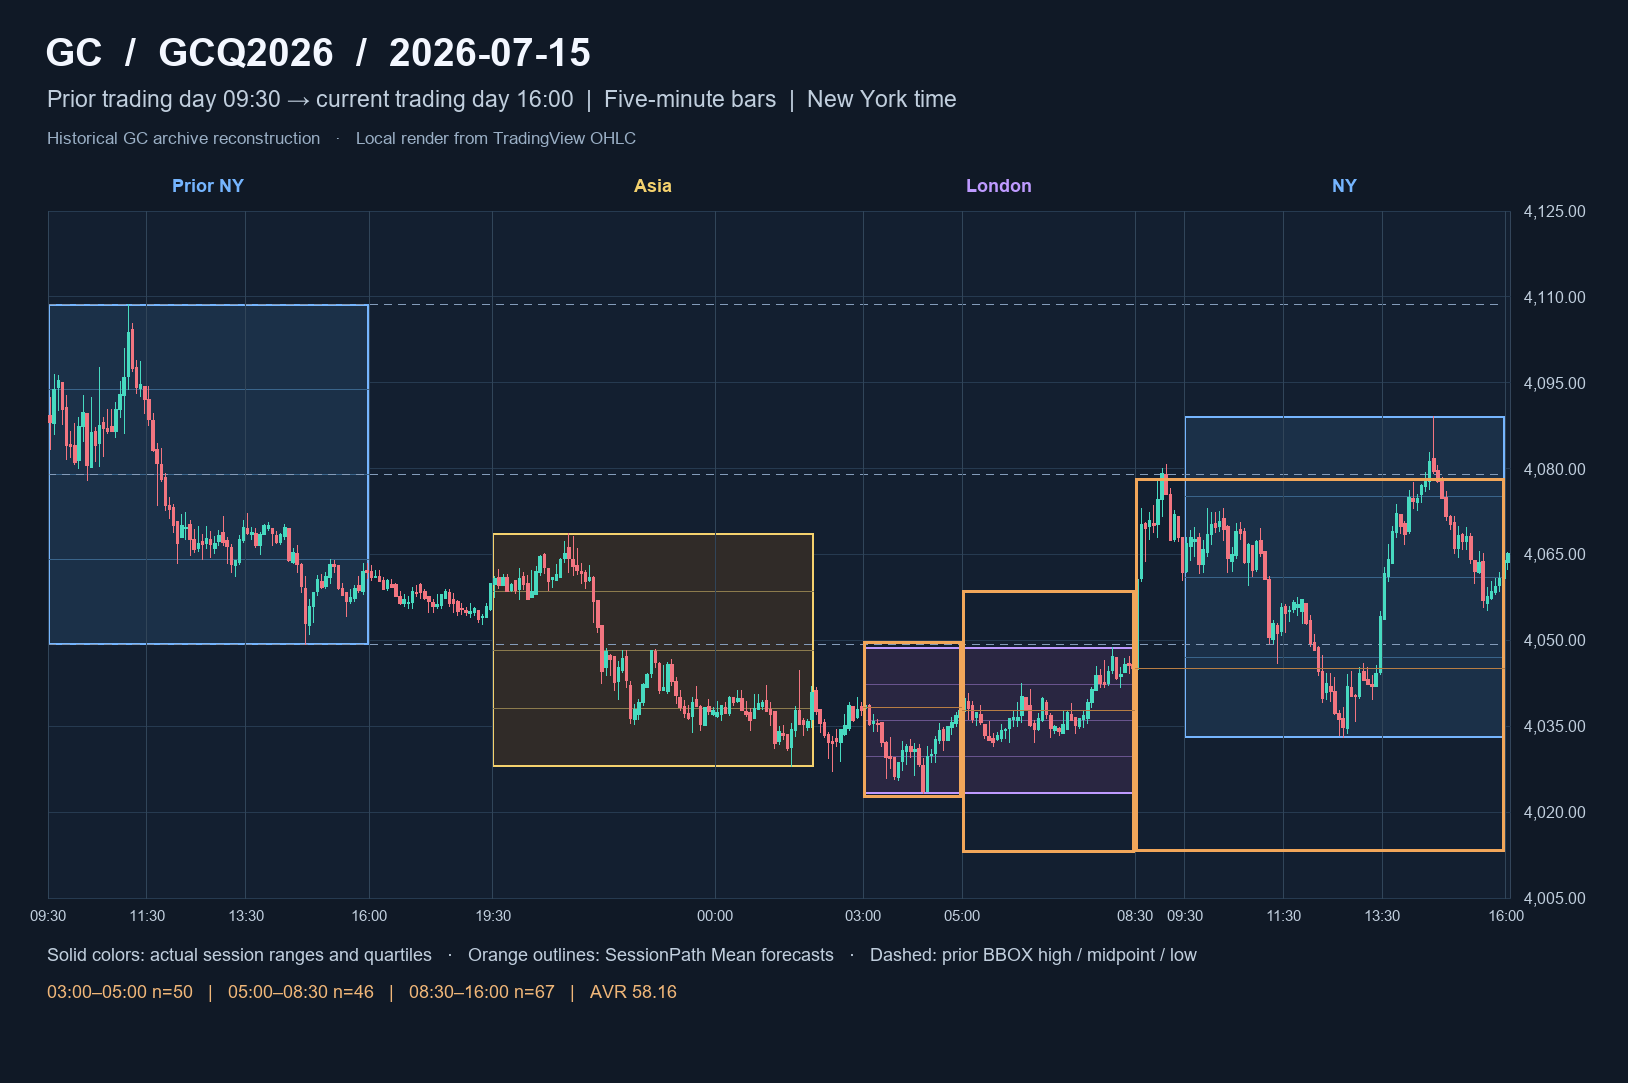 GC / GCQ2026 / 2026-07-15
Prior trading day 09:30 → current trading day 16:00 | Five-minute bars | New York time
Historical GC archive reconstruction · Local render from TradingView OHLC
Prior NY Asia London NY
4,125.00
4,110.00
4,095.00
4,080.00
4,065.00
4,050.00
4,035.00
4,020.00
4,005.00
09:30 11:30 13:30 16:00 19:30 00:00 03:00 05:00 08:30 09:30 11:30 13:30 16:00
Solid colors: actual session ranges and quartiles · Orange outlines: SessionPath Mean forecasts · Dashed: prior BBOX high / midpoint / low
03:00–05:00 n=50 | 05:00–08:30 n=46 | 08:30–16:00 n=67 | AVR 58.16